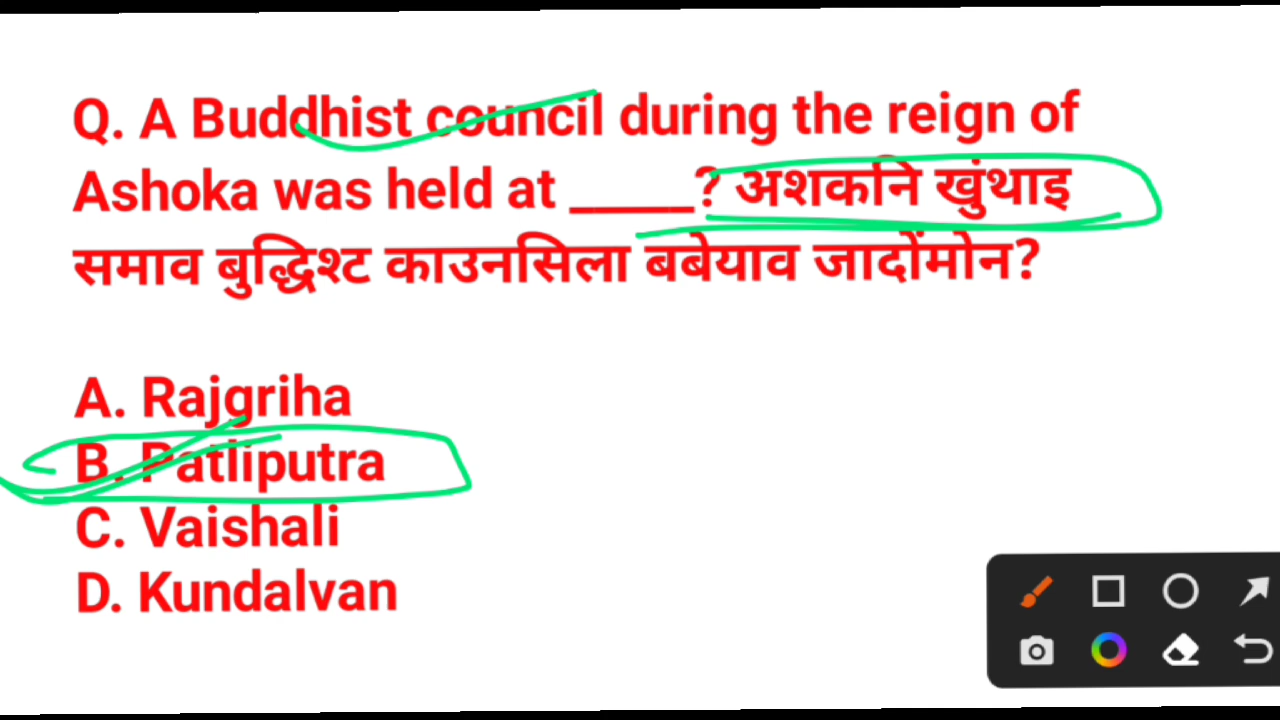 Q. A Buddhist council during the reign of
Ashoka was held at _____? अशकनि खुंथाइ
समाव बुद्धिश्ट काउनसिला बबेयाव जादोंमोन?
A. Rajgriha
B. Patliputra
C. Vaishali
D. Kundalvan